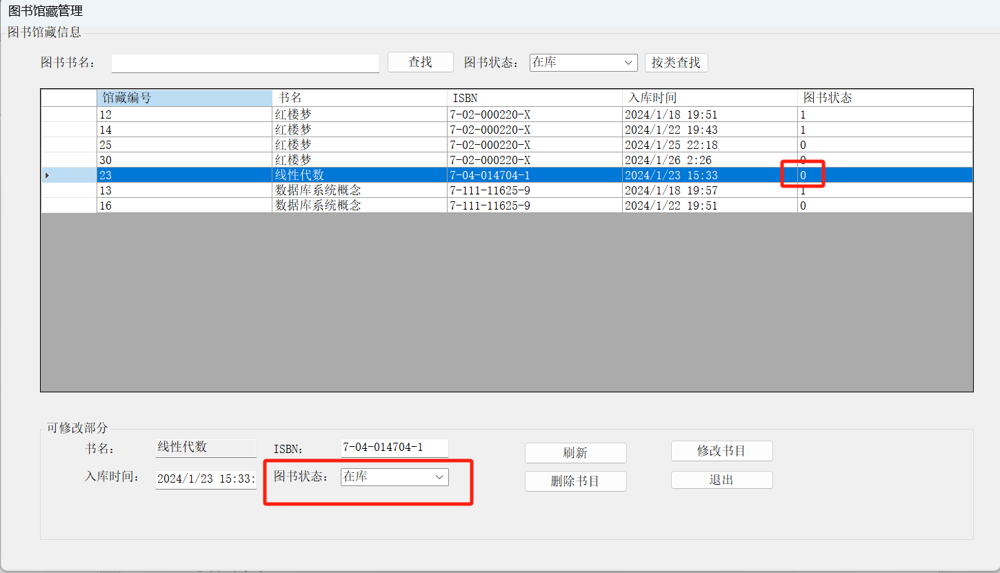 图书馆藏管理
图书馆藏信息
图书书名： 查找 图书状态： 在库 按类查找
馆藏编号 书名 ISBN 入库时间 图书状态
12 红楼梦 7-02-000220-X 2024/1/18 19:51 1
14 红楼梦 7-02-000220-X 2024/1/22 19:43 1
25 红楼梦 7-02-000220-X 2024/1/25 22:18 0
30 红楼梦 7-02-000220-X 2024/1/26 2:26 0
23 线性代数 7-04-014704-1 2024/1/23 15:33 0
13 数据库系统概念 7-111-11625-9 2024/1/18 19:57 1
16 数据库系统概念 7-111-11625-9 2024/1/22 19:51 0
可修改部分
书名： 线性代数 ISBN： 7-04-014704-1 刷新 修改书目
入库时间： 2024/1/23 15:33: 图书状态： 在库 删除书目 退出